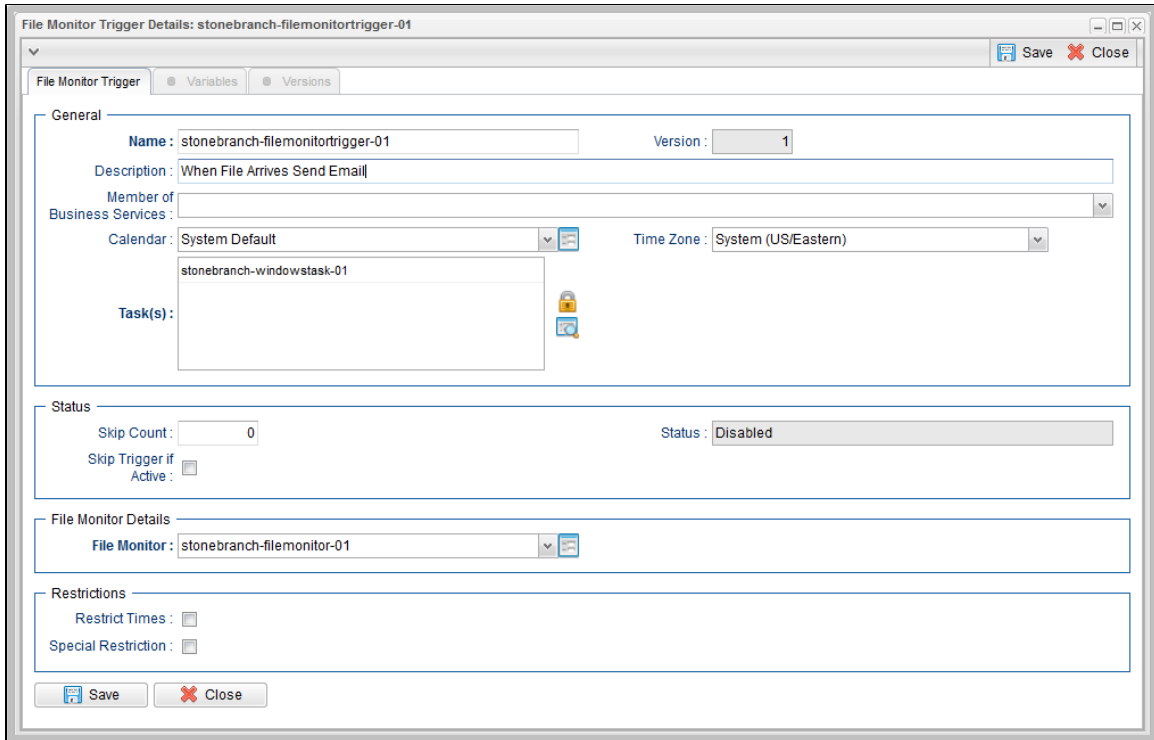 File Monitor Trigger Details: stonebranch-filemonitortrigger-01
Save Close
File Monitor Trigger Variables Versions
General
Name : stonebranch-filemonitortrigger-01 Version : 1
Description : When File Arrives Send Email
Member of
Business Services :
Calendar : System Default Time Zone : System (US/Eastern)
stonebranch-windowstask-01
Task(s) :
Status
Skip Count : 0 Status : Disabled
Skip Trigger if
Active :
File Monitor Details
File Monitor : stonebranch-filemonitor-01
Restrictions
Restrict Times :
Special Restriction :
Save Close